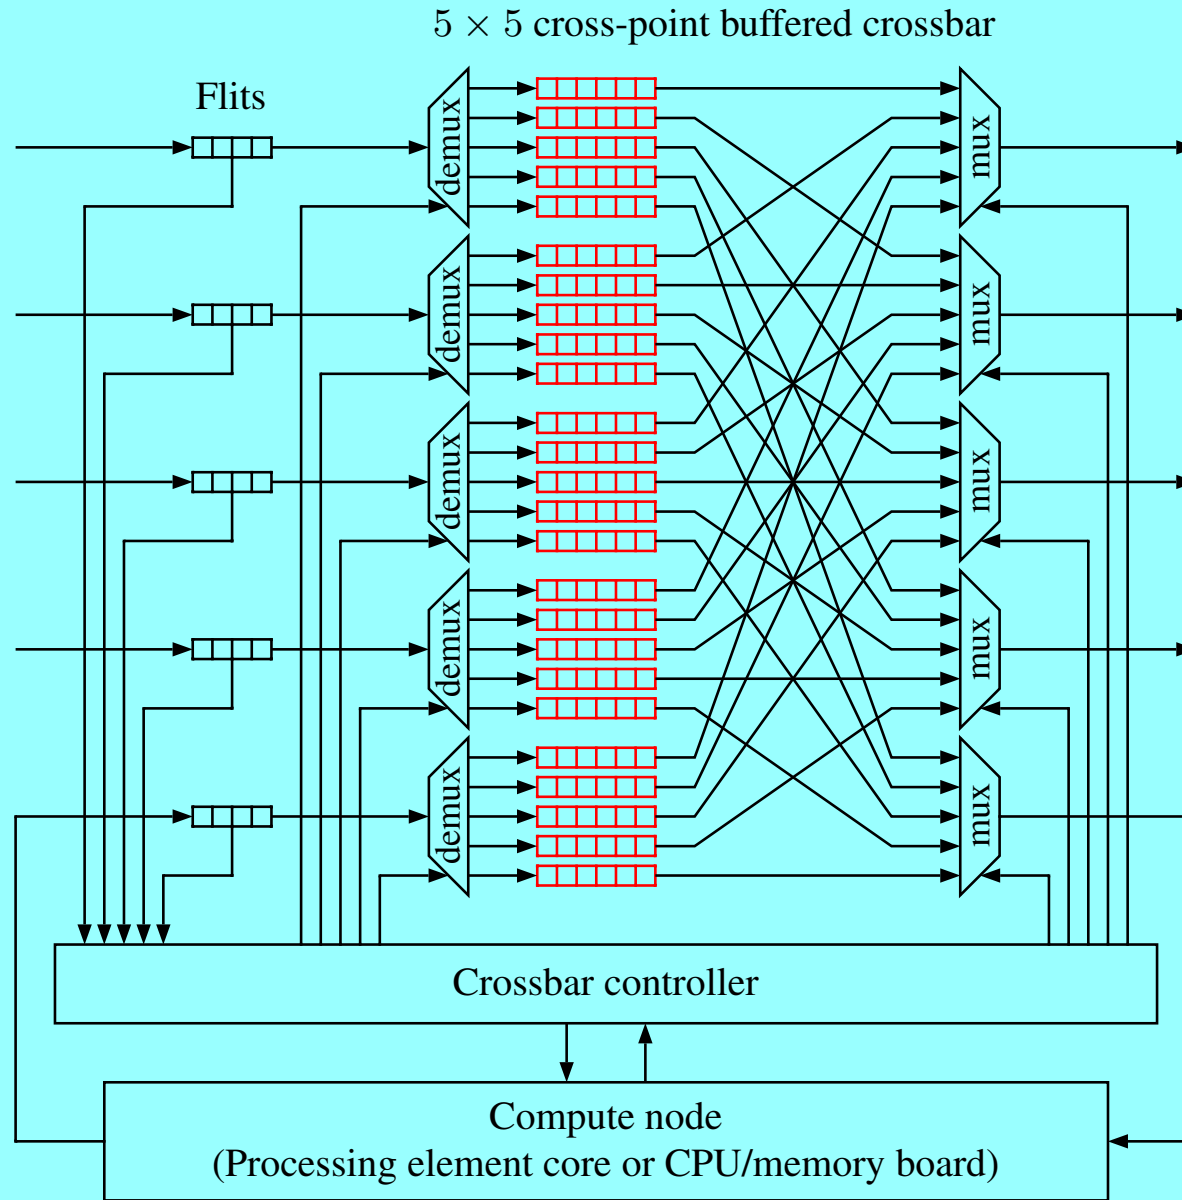 5 × 5 cross-point buffered crossbar
Flits
demux
mux
demux
mux
demux
mux
demux
mux
demux
mux
Crossbar controller
Compute node
(Processing element core or CPU/memory board)